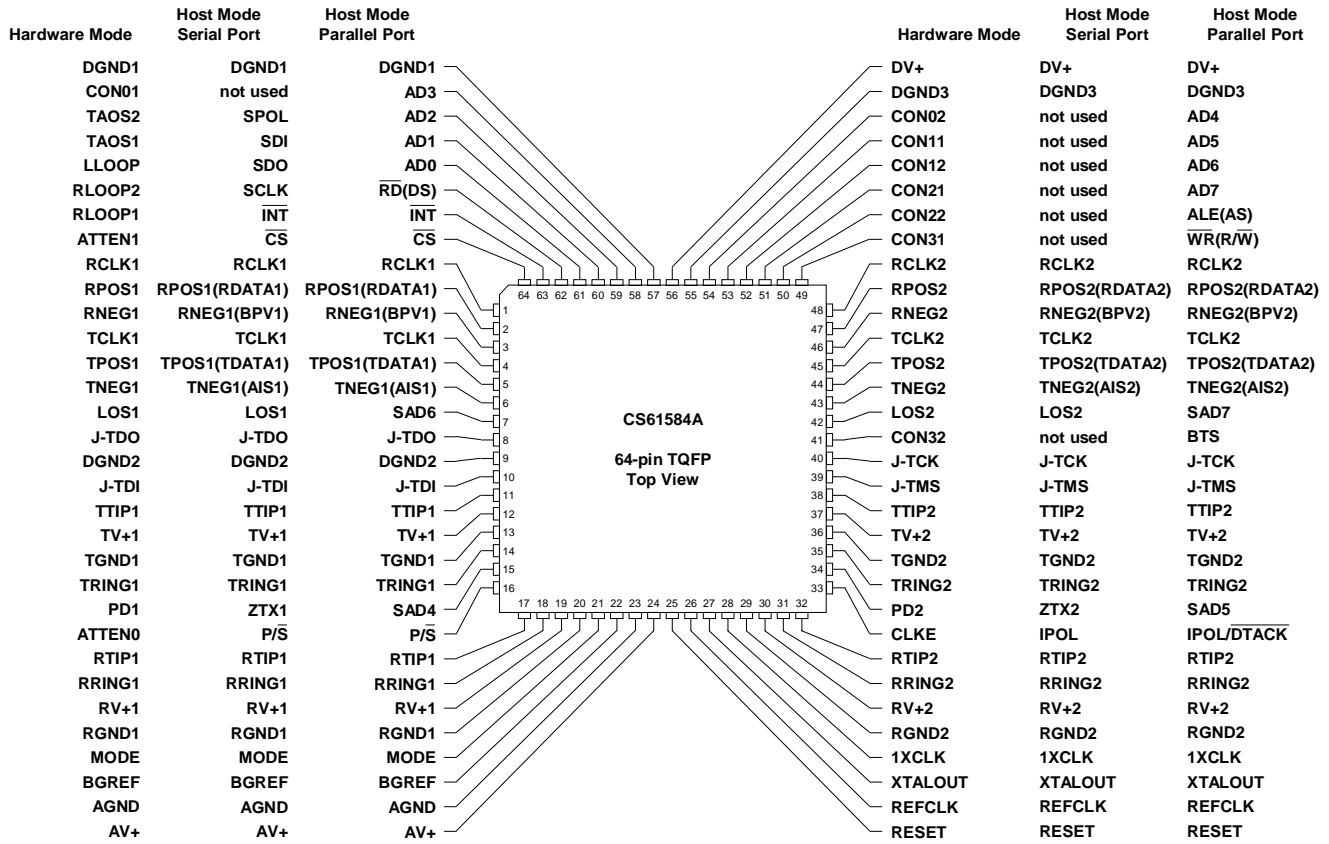 Hardware Mode Host Mode Serial Port Host Mode Parallel Port
DGND1 DGND1 DGND1
CON01 not used AD3
TAOS2 SPOL AD2
TAOS1 SDI AD1
LLOOP SDO AD0
RLOOP2 SCLK R̅D̅(DS)
RLOOP1 I̅N̅T̅ I̅N̅T̅
ATTEN1 C̅S̅ C̅S̅
RCLK1 RCLK1 RCLK1
RPOS1 RPOS1(RDATA1) RPOS1(RDATA1)
RNEG1 RNEG1(BPV1) RNEG1(BPV1)
TCLK1 TCLK1 TCLK1
TPOS1 TPOS1(TDATA1) TPOS1(TDATA1)
TNEG1 TNEG1(AIS1) TNEG1(AIS1)
LOS1 LOS1 SAD6
J-TDO J-TDO J-TDO
DGND2 DGND2 DGND2
J-TDI J-TDI J-TDI
TTIP1 TTIP1 TTIP1
TV+1 TV+1 TV+1
TGND1 TGND1 TGND1
TRING1 TRING1 TRING1
PD1 ZTX1 SAD4
ATTEN0 P/S̅ P/S̅
RTIP1 RTIP1 RTIP1
RRING1 RRING1 RRING1
RV+1 RV+1 RV+1
RGND1 RGND1 RGND1
MODE MODE MODE
BGREF BGREF BGREF
AGND AGND AGND
AV+ AV+ AV+
64 63 62 61 60 59 58 57 56 55 54 53 52 51 50 49
1
2
3
4
5
6
7
8
9
10
11
12
13
14
15
16
CS61584A
64-pin TQFP
Top View
48
47
46
45
44
43
42
41
40
39
38
37
36
35
34
33
17 18 19 20 21 22 23 24 25 26 27 28 29 30 31 32
Hardware Mode Host Mode Serial Port Host Mode Parallel Port
DV+ DV+ DV+
DGND3 DGND3 DGND3
CON02 not used AD4
CON11 not used AD5
CON12 not used AD6
CON21 not used AD7
CON22 not used ALE(AS)
CON31 not used W̅R̅(R/W̅)
RCLK2 RCLK2 RCLK2
RPOS2 RPOS2(RDATA2) RPOS2(RDATA2)
RNEG2 RNEG2(BPV2) RNEG2(BPV2)
TCLK2 TCLK2 TCLK2
TPOS2 TPOS2(TDATA2) TPOS2(TDATA2)
TNEG2 TNEG2(AIS2) TNEG2(AIS2)
LOS2 LOS2 SAD7
CON32 not used BTS
J-TCK J-TCK J-TCK
J-TMS J-TMS J-TMS
TTIP2 TTIP2 TTIP2
TV+2 TV+2 TV+2
TGND2 TGND2 TGND2
TRING2 TRING2 TRING2
PD2 ZTX2 SAD5
CLKE IPOL IPOL/D̅T̅A̅C̅K̅
RTIP2 RTIP2 RTIP2
RRING2 RRING2 RRING2
RV+2 RV+2 RV+2
RGND2 RGND2 RGND2
1XCLK 1XCLK 1XCLK
XTALOUT XTALOUT XTALOUT
REFCLK REFCLK REFCLK
RESET RESET RESET